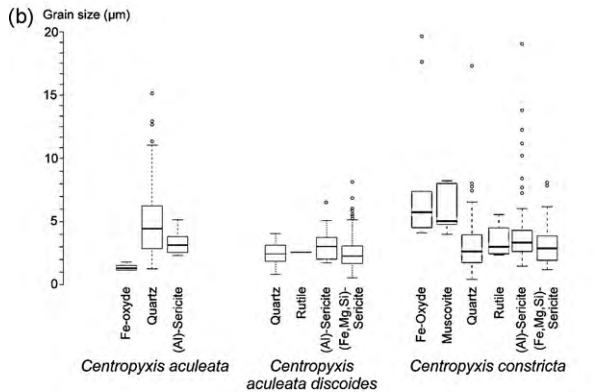 (b) Grain size (µm)
20
15
10
5
0
Fe-oxyde
Quartz
(Al)-Sericite
Quartz
Rutile
(Al)-Sericite
(Fe,Mg,Si)-
Sericite
Fe-Oxyde
Muscovite
Quartz
Rutile
(Al)-Sericite
(Fe,Mg,Si)-
Sericite
Centropyxis aculeata
Centropyxis
aculeata discoides
Centropyxis constricta